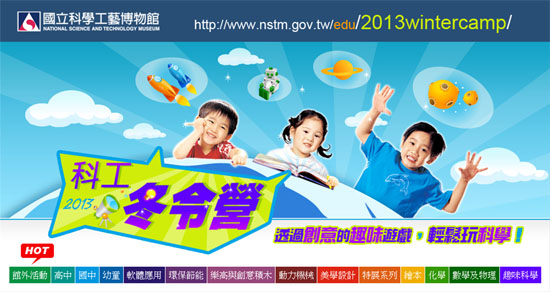 國立科學工藝博物館
NATIONAL SCIENCE AND TECHNOLOGY MUSEUM
http://www.nstm.gov.tw/edu/2013wintercamp/
科工
2013
冬令營
透過創意的趣味遊戲，輕鬆玩科學！
HOT
館外活動 高中 國中 幼童 軟體應用 環保節能 樂高與創意積木 動力機械 美學設計 特展系列 繪本 化學 數學及物理 趣味科學